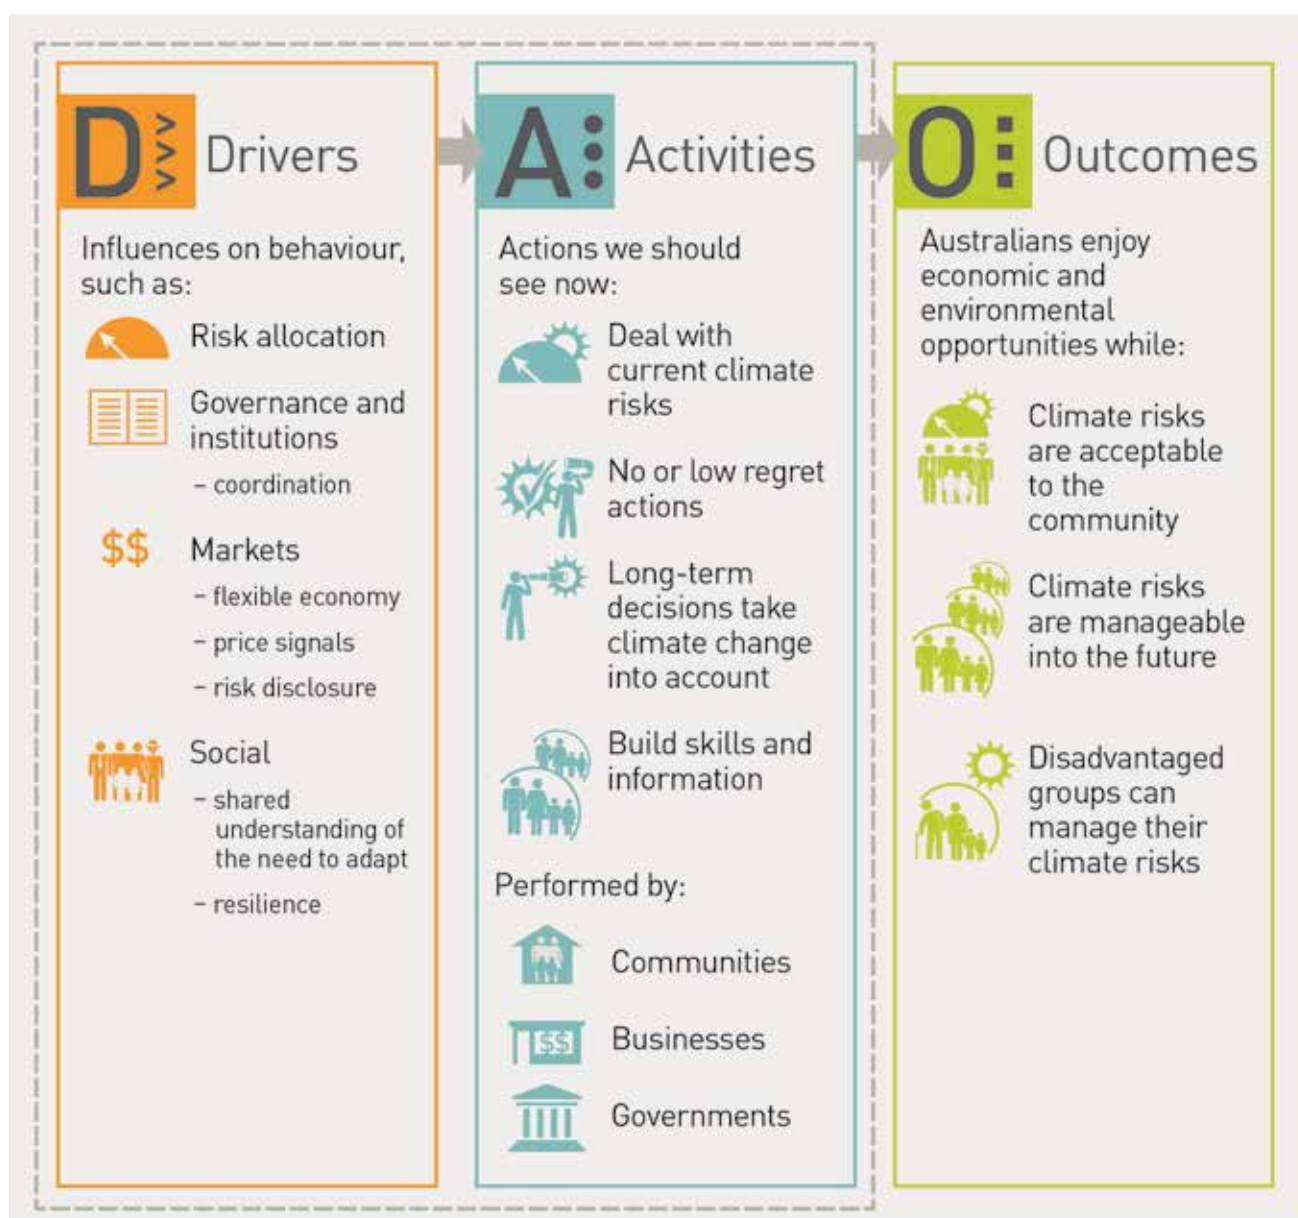 D Drivers
Influences on behaviour,
such as:
Risk allocation
Governance and
institutions
– coordination
$$ Markets
– flexible economy
– price signals
– risk disclosure
Social
– shared
understanding of
the need to adapt
– resilience
A Activities
Actions we should
see now:
Deal with
current climate
risks
No or low regret
actions
Long-term
decisions take
climate change
into account
Build skills and
information
Performed by:
Communities
$$ Businesses
Governments
O Outcomes
Australians enjoy
economic and
environmental
opportunities while:
Climate risks
are acceptable
to the
community
Climate risks
are manageable
into the future
Disadvantaged
groups can
manage their
climate risks